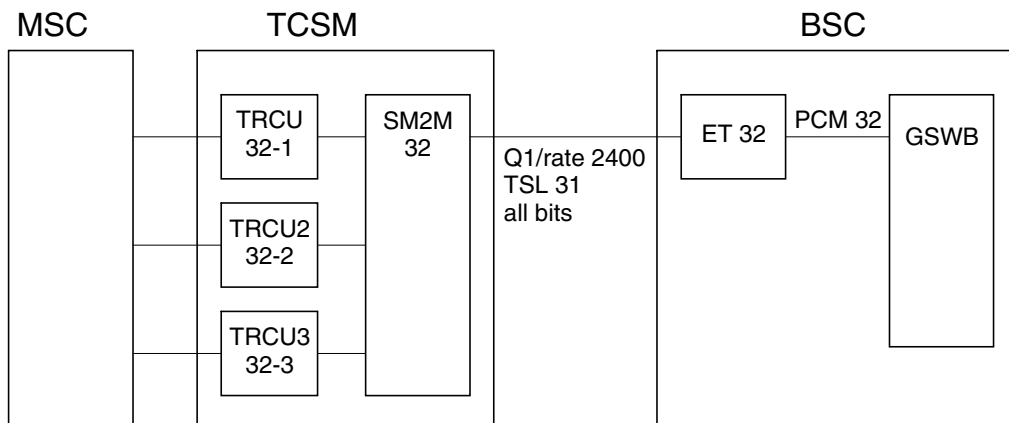 MSC
TCSM
BSC
TRCU
32-1
SM2M
32
ET 32
PCM 32
GSWB
Q1/rate 2400
TSL 31
all bits
TRCU2
32-2
TRCU3
32-3